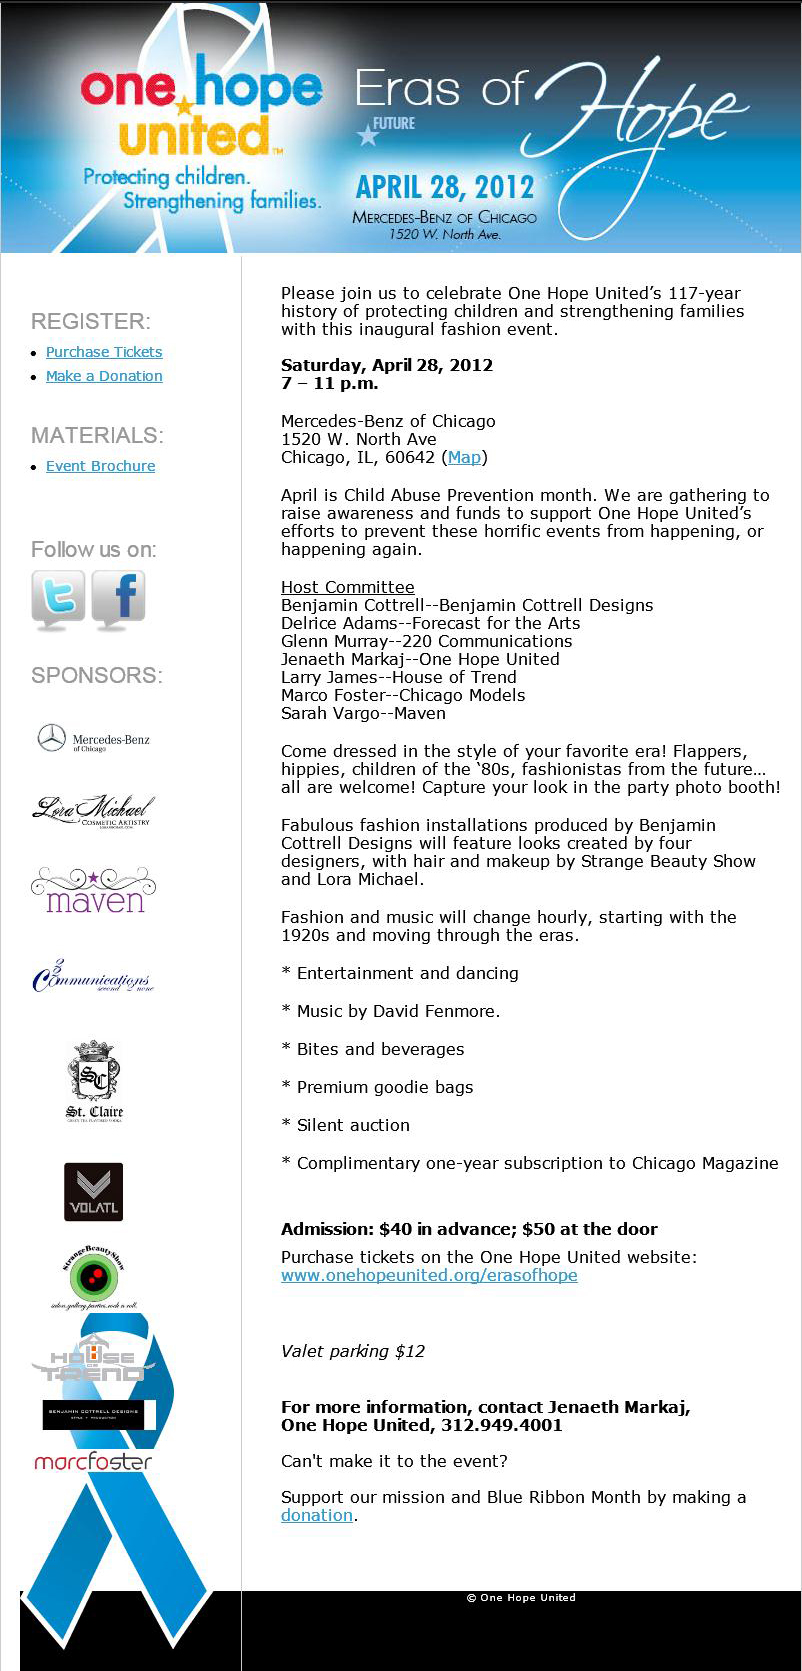 one hope
united™
Protecting children.
Strengthening families.
Eras of Hope
FUTURE
APRIL 28, 2012
MERCEDES-BENZ OF CHICAGO
1520 W. North Ave.
REGISTER:
• Purchase Tickets
• Make a Donation
MATERIALS:
• Event Brochure
Follow us on:
SPONSORS:
Mercedes-Benz
of Chicago
Lora Michael
COSMETIC ARTISTRY
LORAMICHAEL.COM
maven
220 Communications
second 2 none
SC
St. Claire
GREEN TEA FLAVORED VODKA
VOLATL
StrangeBeautyShow
salon.gallery.parties.rock n roll.
HOUSE
OF
TREND
BENJAMIN COTTRELL DESIGNS
STYLE + PRODUCTION
marcfoster
Please join us to celebrate One Hope United’s 117-year
history of protecting children and strengthening families
with this inaugural fashion event.
Saturday, April 28, 2012
7 – 11 p.m.
Mercedes-Benz of Chicago
1520 W. North Ave
Chicago, IL, 60642 (Map)
April is Child Abuse Prevention month. We are gathering to
raise awareness and funds to support One Hope United’s
efforts to prevent these horrific events from happening, or
happening again.
Host Committee
Benjamin Cottrell--Benjamin Cottrell Designs
Delrice Adams--Forecast for the Arts
Glenn Murray--220 Communications
Jenaeth Markaj--One Hope United
Larry James--House of Trend
Marco Foster--Chicago Models
Sarah Vargo--Maven
Come dressed in the style of your favorite era! Flappers,
hippies, children of the ‘80s, fashionistas from the future…
all are welcome! Capture your look in the party photo booth!
Fabulous fashion installations produced by Benjamin
Cottrell Designs will feature looks created by four
designers, with hair and makeup by Strange Beauty Show
and Lora Michael.
Fashion and music will change hourly, starting with the
1920s and moving through the eras.
* Entertainment and dancing
* Music by David Fenmore.
* Bites and beverages
* Premium goodie bags
* Silent auction
* Complimentary one-year subscription to Chicago Magazine
Admission: $40 in advance; $50 at the door
Purchase tickets on the One Hope United website:
www.onehopeunited.org/erasofhope
Valet parking $12
For more information, contact Jenaeth Markaj,
One Hope United, 312.949.4001
Can't make it to the event?
Support our mission and Blue Ribbon Month by making a
donation.
© One Hope United